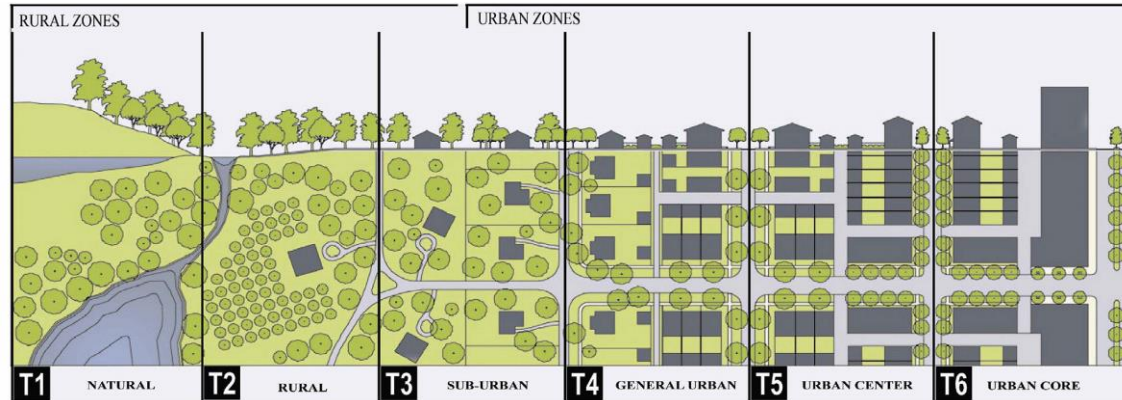 RURAL ZONES
URBAN ZONES
T1 NATURAL
T2 RURAL
T3 SUB-URBAN
T4 GENERAL URBAN
T5 URBAN CENTER
T6 URBAN CORE